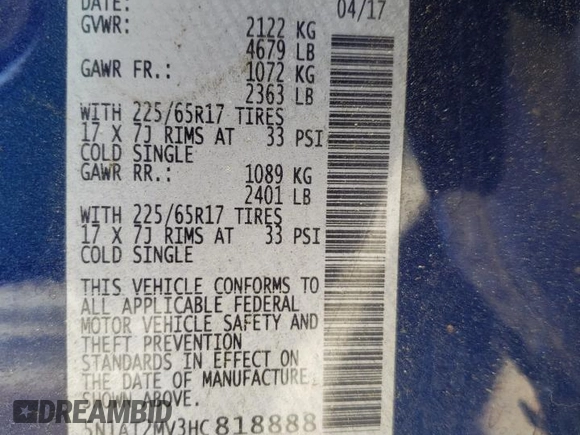 DATE: 04/17
GVWR: 2122 KG
4679 LB
GAWR FR.: 1072 KG
2363 LB
WITH 225/65R17 TIRES
17 X 7J RIMS AT 33 PSI
COLD SINGLE
GAWR RR.: 1089 KG
2401 LB
WITH 225/65R17 TIRES
17 X 7J RIMS AT 33 PSI
COLD SINGLE
THIS VEHICLE CONFORMS TO
ALL APPLICABLE FEDERAL
MOTOR VEHICLE SAFETY AND
THEFT PREVENTION
STANDARDS IN EFFECT ON
THE DATE OF MANUFACTURE
SHOWN ABOVE.
5N1AT2MV3HC818888
DREAMBID